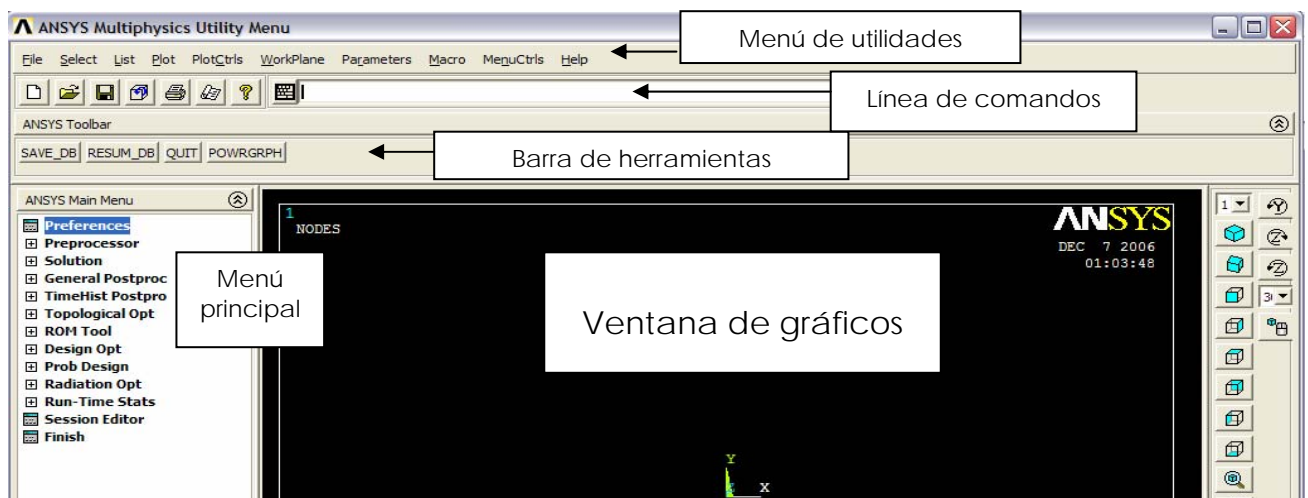 ANSYS Multiphysics Utility Menu
Menú de utilidades
File Select List Plot PlotCtrls WorkPlane Parameters Macro MenuCtrls Help
Línea de comandos
ANSYS Toolbar
SAVE_DB RESUM_DB QUIT POWRGRPH
Barra de herramientas
ANSYS Main Menu
Preferences
Preprocessor
Solution
General Postproc
TimeHist Postpro
Topological Opt
ROM Tool
Design Opt
Prob Design
Radiation Opt
Run-Time Stats
Session Editor
Finish
Menú
principal
1
NODES
ANSYS
DEC 7 2006
01:03:48
Ventana de gráficos
Y
X
1
Y
Z
Z